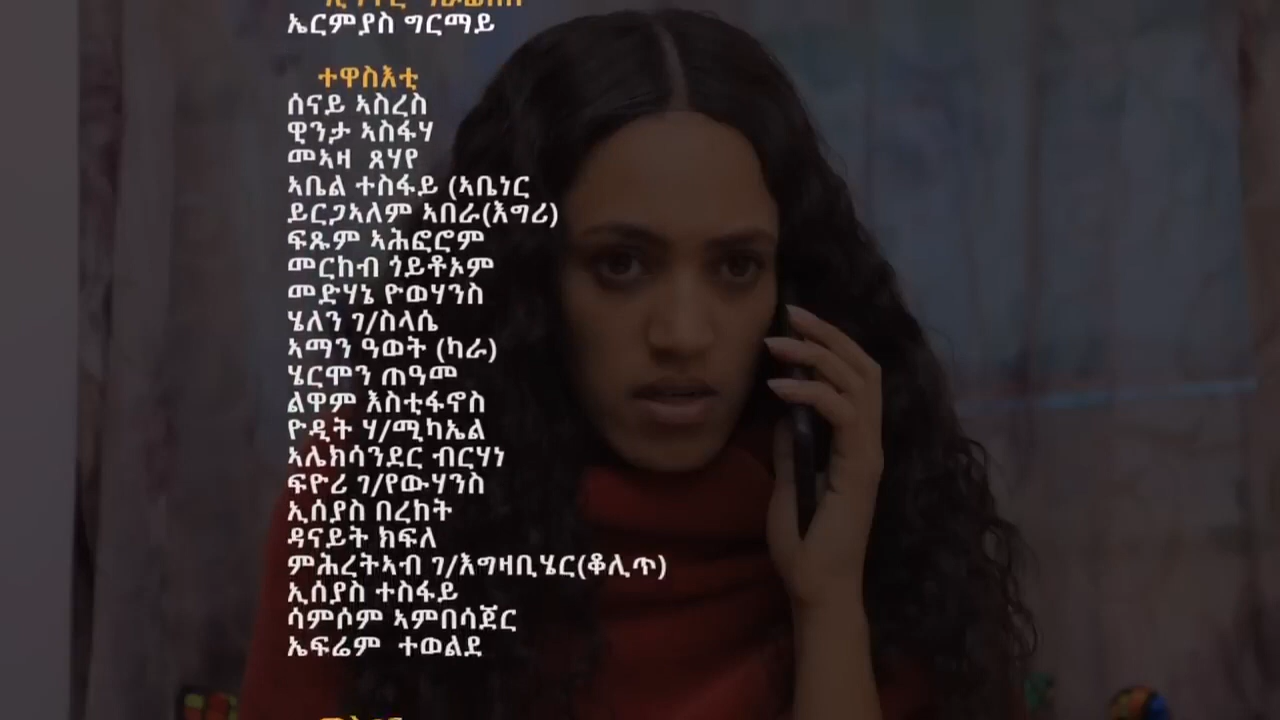 ኤርምያስ ግርማይ
ተዋስእቲ
ሰናይ ኣስረስ
ዊንታ ኣስፋሃ
መኣዛ ጸሃየ
ኣቤል ተስፋይ (ኣቤነር
ይርጋኣለም ኣበራ(እግሪ)
ፍጹም ኣሕፎሮም
መርከብ ጎይቶኦም
መድሃኔ ዮወሃንስ
ሄለን ገ/ስላሴ
ኣማን ዓወት (ካራ)
ሄርሞን ጠዓመ
ልዋም እስቲፋኖስ
ዮዲት ሃ/ሚካኤል
ኣሌክሳንደር ብርሃነ
ፍዮሪ ገ/የውሃንስ
ኢሰያስ በረከት
ዳናይት ክፍለ
ምሕረትኣብ ገ/እግዛቢሄር(ቆሊጥ)
ኢሰያስ ተስፋይ
ሳምሶም ኣምበሳጀር
ኤፍሬም ተወልደ